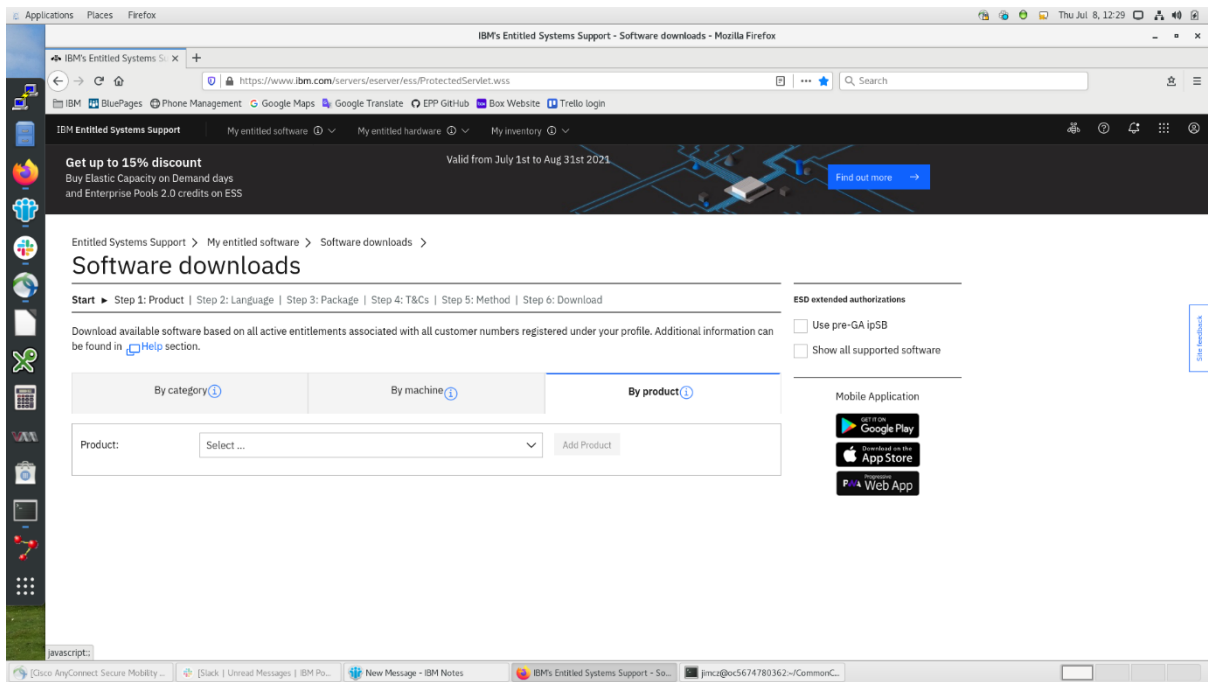 Applications Places Firefox Thu Jul 8, 12:29
IBM's Entitled Systems Support - Software downloads - Mozilla Firefox
IBM's Entitled Systems Su
https://www.ibm.com/servers/eserver/ess/ProtectedServlet.wss Search
IBM BluePages Phone Management Google Maps Google Translate EPP GitHub Box Website Trello login
IBM Entitled Systems Support My entitled software My entitled hardware My inventory
Get up to 15% discount Valid from July 1st to Aug 31st 2021
Buy Elastic Capacity on Demand days
and Enterprise Pools 2.0 credits on ESS
Find out more →
Entitled Systems Support > My entitled software > Software downloads >
Software downloads
Start ► Step 1: Product | Step 2: Language | Step 3: Package | Step 4: T&Cs | Step 5: Method | Step 6: Download
Download available software based on all active entitlements associated with all customer numbers registered under your profile. Additional information can
be found in Help section.
By category By machine By product
Product: Select ... Add Product
ESD extended authorizations
Use pre-GA ipSB
Show all supported software
Mobile Application
GET IT ON
Google Play
Download on the
App Store
Progressive
PWA Web App
Site feedback
javascript:;
[Cisco AnyConnect Secure Mobility ... [Slack | Unread Messages | IBM Po... New Message - IBM Notes IBM's Entitled Systems Support - So... jimcz@oc5674780362:~/CommonC...